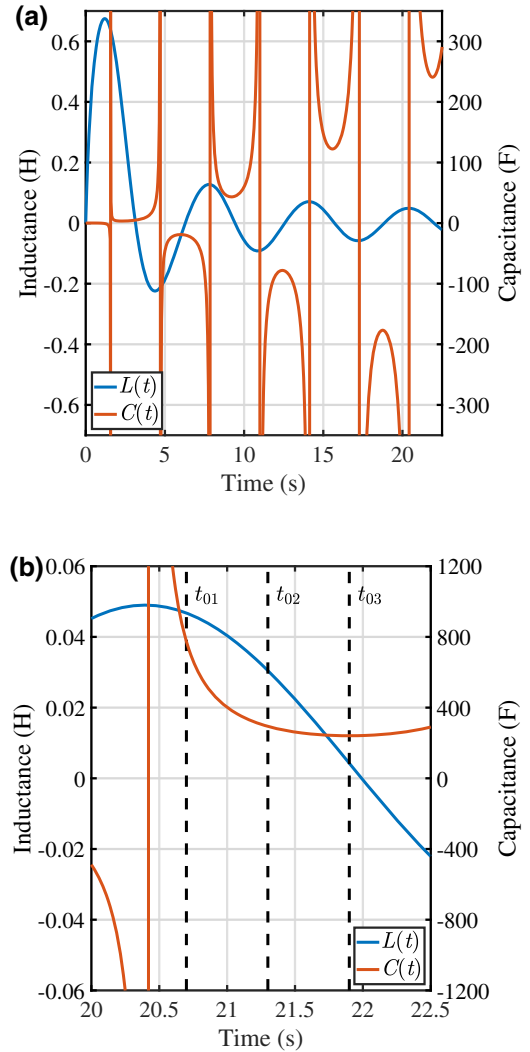 (a)
Inductance (H)
0.6
0.4
0.2
0
-0.2
-0.4
-0.6
300
200
100
0
-100
-200
-300
Capacitance (F)
L(t)
C(t)
0 5 10 15 20
Time (s)
(b)
Inductance (H)
0.06
0.04
0.02
0
-0.02
-0.04
-0.06
1200
800
400
0
-400
-800
-1200
Capacitance (F)
t01 t02 t03
L(t)
C(t)
20 20.5 21 21.5 22 22.5
Time (s)